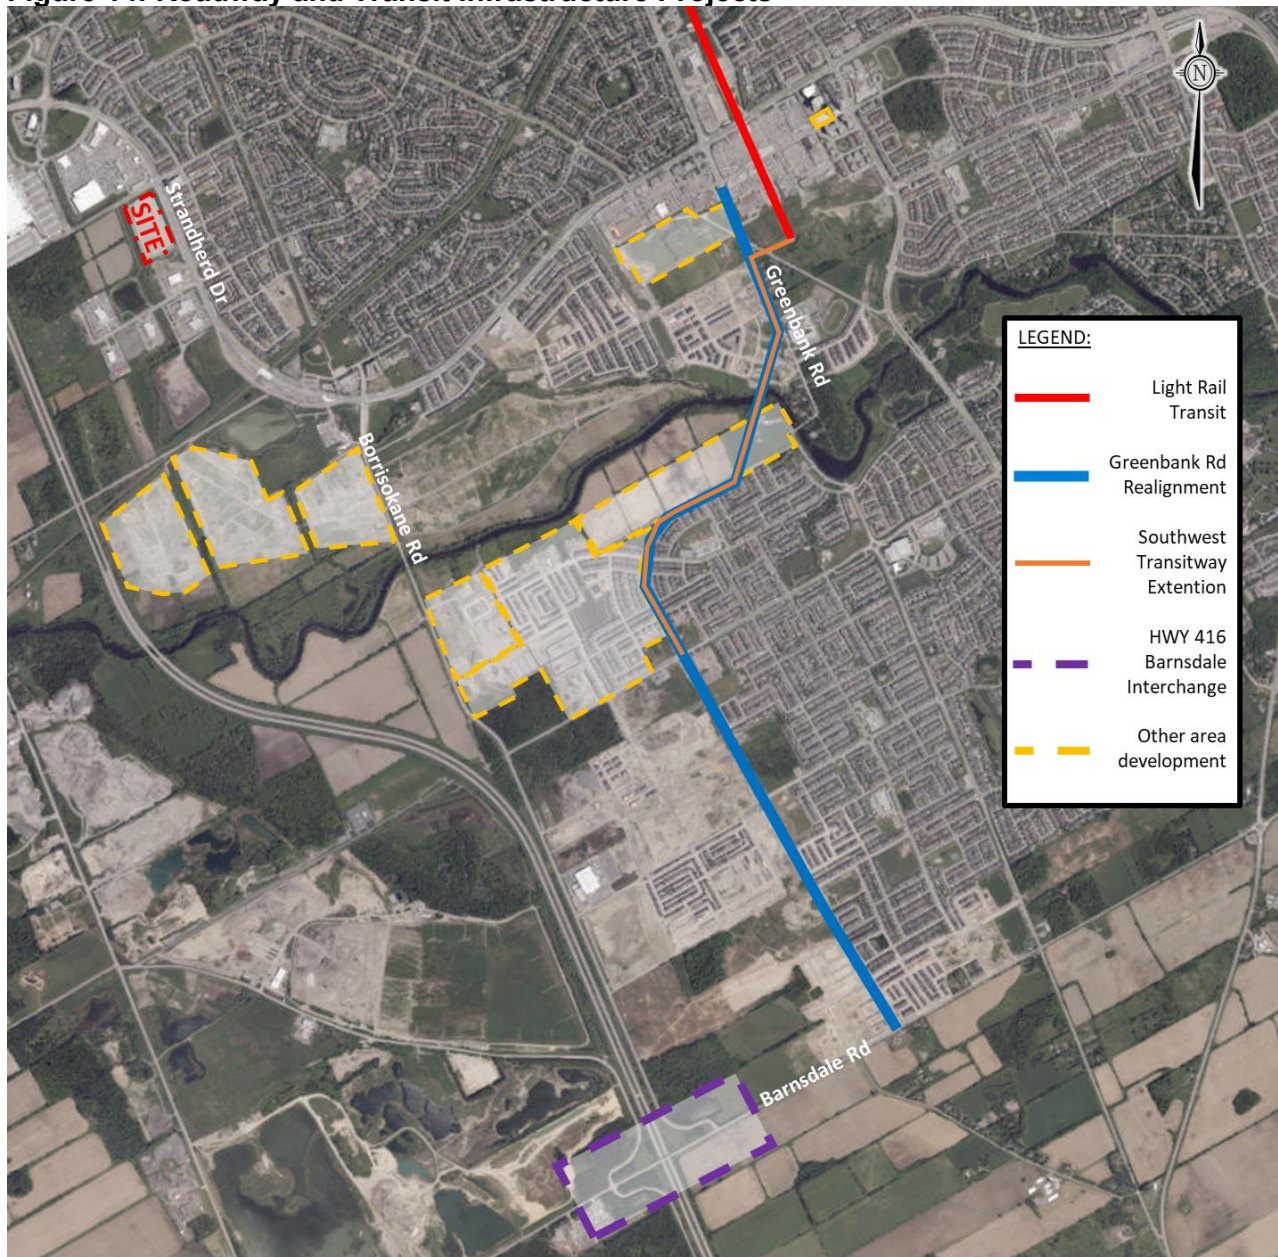 N
Strandherd Dr
SITE
Greenbank Rd
Borrisokane Rd
Barnsdale Rd
LEGEND:
Light Rail
Transit
Greenbank Rd
Realignment
Southwest
Transitway
Extention
HWY 416
Barnsdale
Interchange
Other area
development